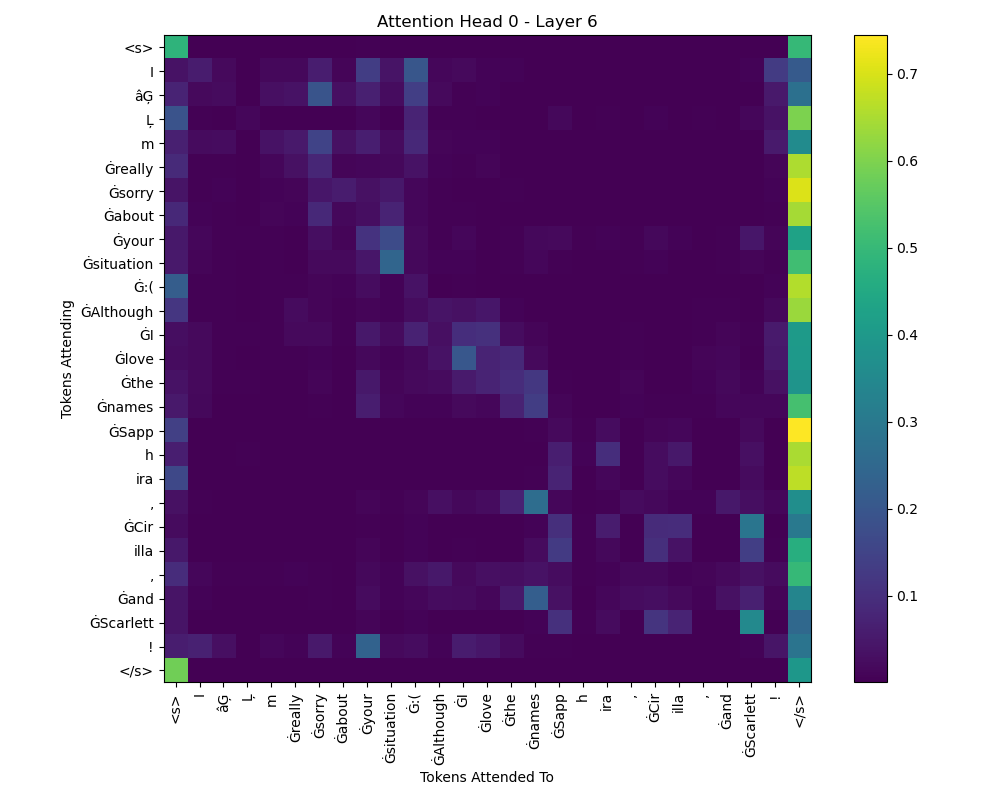 Attention Head 0 - Layer 6
<s>
I
âĢ
Ļ
m
Ġreally
Ġsorry
Ġabout
Ġyour
Ġsituation
Ġ:(
ĠAlthough
ĠI
Ġlove
Ġthe
Ġnames
ĠSapp
h
ira
,
ĠCir
illa
,
Ġand
ĠScarlett
!
</s>
Tokens Attending
<s>
I
âĢ
Ļ
m
Ġreally
Ġsorry
Ġabout
Ġyour
Ġsituation
Ġ:(
ĠAlthough
ĠI
Ġlove
Ġthe
Ġnames
ĠSapp
h
ira
,
ĠCir
illa
,
Ġand
ĠScarlett
!
</s>
Tokens Attended To
0.7
0.6
0.5
0.4
0.3
0.2
0.1